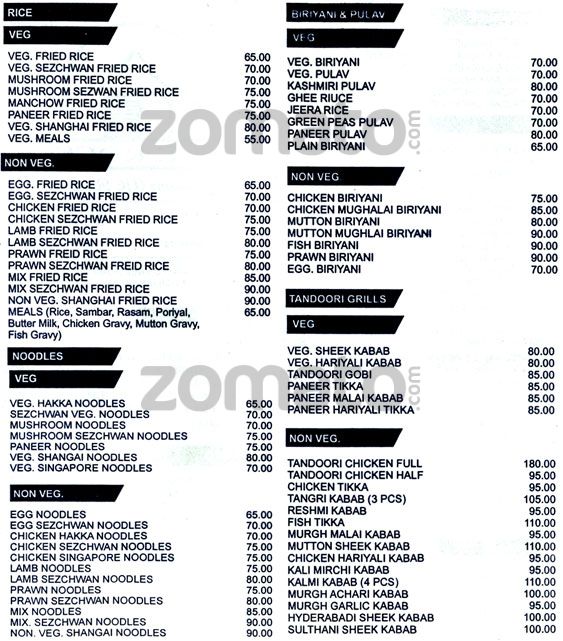 RICE
VEG
VEG. FRIED RICE 65.00
VEG. SEZCHWAN FRIED RICE 70.00
MUSHROOM FRIED RICE 70.00
MUSHROOM SEZWAN FRIED RICE 75.00
MANCHOW FRIED RICE 75.00
PANEER FRIED RICE 75.00
VEG. SHANGHAI FRIED RICE 80.00
VEG. MEALS 55.00
NON VEG.
EGG. FRIED RICE 65.00
EGG. SEZCHWAN FRIED RICE 70.00
CHICKEN FRIED RICE 70.00
CHICKEN SEZCHWAN FRIED RICE 75.00
LAMB FRIED RICE 75.00
LAMB SEZCHWAN FRIED RICE 80.00
PRAWN FREID RICE 75.00
PRAWN SEZCHWAN FREID RICE 80.00
MIX FRIED RICE 85.00
MIX SEZCHWAN FRIED RICE 90.00
NON VEG. SHANGHAI FRIED RICE 90.00
MEALS (Rice, Sambar, Rasam, Poriyal, 65.00
Butter Milk, Chicken Gravy, Mutton Gravy,
Fish Gravy)
NOODLES
VEG
VEG. HAKKA NOODLES 65.00
SEZCHWAN VEG. NOODLES 70.00
MUSHROOM NOODLES 70.00
MUSHROOM SEZCHWAN NOODLES 75.00
PANEER NOODLES 75.00
VEG. SHANGAI NOODLES 80.00
VEG. SINGAPORE NOODLES 70.00
NON VEG.
EGG NOODLES 65.00
EGG SEZCHWAN NOODLES 70.00
CHICKEN HAKKA NOODLES 70.00
CHICKEN SEZCHWAN NOODLES 75.00
CHICKEN SINGAPORE NOODLES 75.00
LAMB NOODLES 75.00
LAMB SEZCHWAN NOODLES 80.00
PRAWN NOODLES 75.00
PRAWN SEZCHWAN NOODLES 80.00
MIX NOODLES 85.00
MIX. SEZCHWAN NOODLES 90.00
NON. VEG. SHANGAI NOODLES 90.00
BIRIYANI & PULAV
VEG
VEG. BIRIYANI 70.00
VEG. PULAV 70.00
KASHMIRI PULAV 80.00
GHEE RIUCE 70.00
JEERA RICE 70.00
GREEN PEAS PULAV 70.00
PANEER PULAV 80.00
PLAIN BIRIYANI 65.00
NON VEG
CHICKEN BIRIYANI 75.00
CHICKEN MUGHALAI BIRIYANI 85.00
MUTTON BIRIYANI 80.00
MUTTON MUGHLAI BIRIYANI 90.00
FISH BIRIYANI 90.00
PRAWN BIRIYANI 90.00
EGG. BIRIYANI 70.00
TANDOORI GRILLS
VEG
VEG. SHEEK KABAB 80.00
VEG. HARIYALI KABAB 80.00
TANDOORI GOBI 85.00
PANEER TIKKA 85.00
PANEER MALAI KABAB 85.00
PANEER HARIYALI TIKKA 85.00
NON VEG.
TANDOORI CHICKEN FULL 180.00
TANDOORI CHICKEN HALF 95.00
CHICKEN TIKKA 95.00
TANGRI KABAB (3 PCS) 105.00
RESHMI KABAB 95.00
FISH TIKKA 110.00
MURGH MALAI KABAB 95.00
MUTTON SHEEK KABAB 110.00
CHICKEN HARIYALI KABAB 95.00
KALI MIRCHI KABAB 95.00
KALMI KABAB (4 PCS) 110.00
MURGH ACHARI KABAB 100.00
MURGH GARLIC KABAB 95.00
HYDERABADI SHEEK KABAB 100.00
SULTHANI SHEEK KABAB 100.00
zomato.com
zomato.com